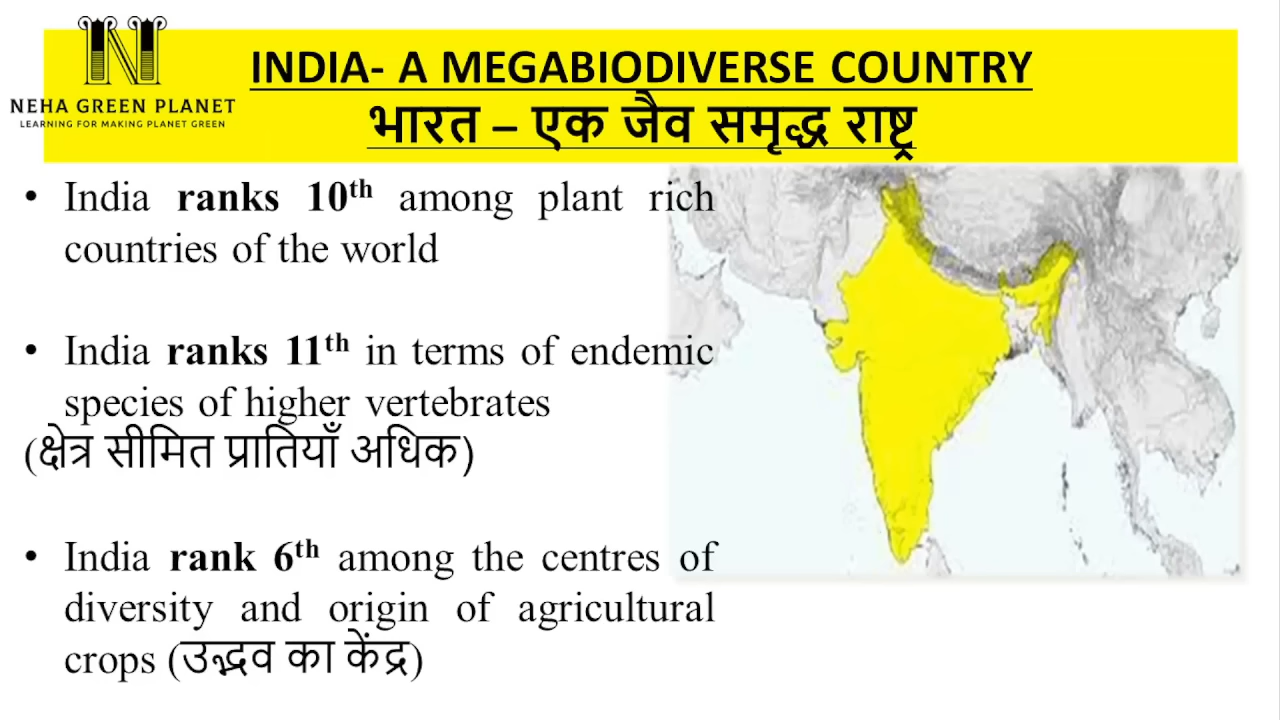 N
NEHA GREEN PLANET
LEARNING FOR MAKING PLANET GREEN
INDIA- A MEGABIODIVERSE COUNTRY
भारत – एक जैव समृद्ध राष्ट्र
• India ranks 10th among plant rich
countries of the world
• India ranks 11th in terms of endemic
species of higher vertebrates
(क्षेत्र सीमित प्रातियाँ अधिक)
• India rank 6th among the centres of
diversity and origin of agricultural
crops (उद्भव का केंद्र)